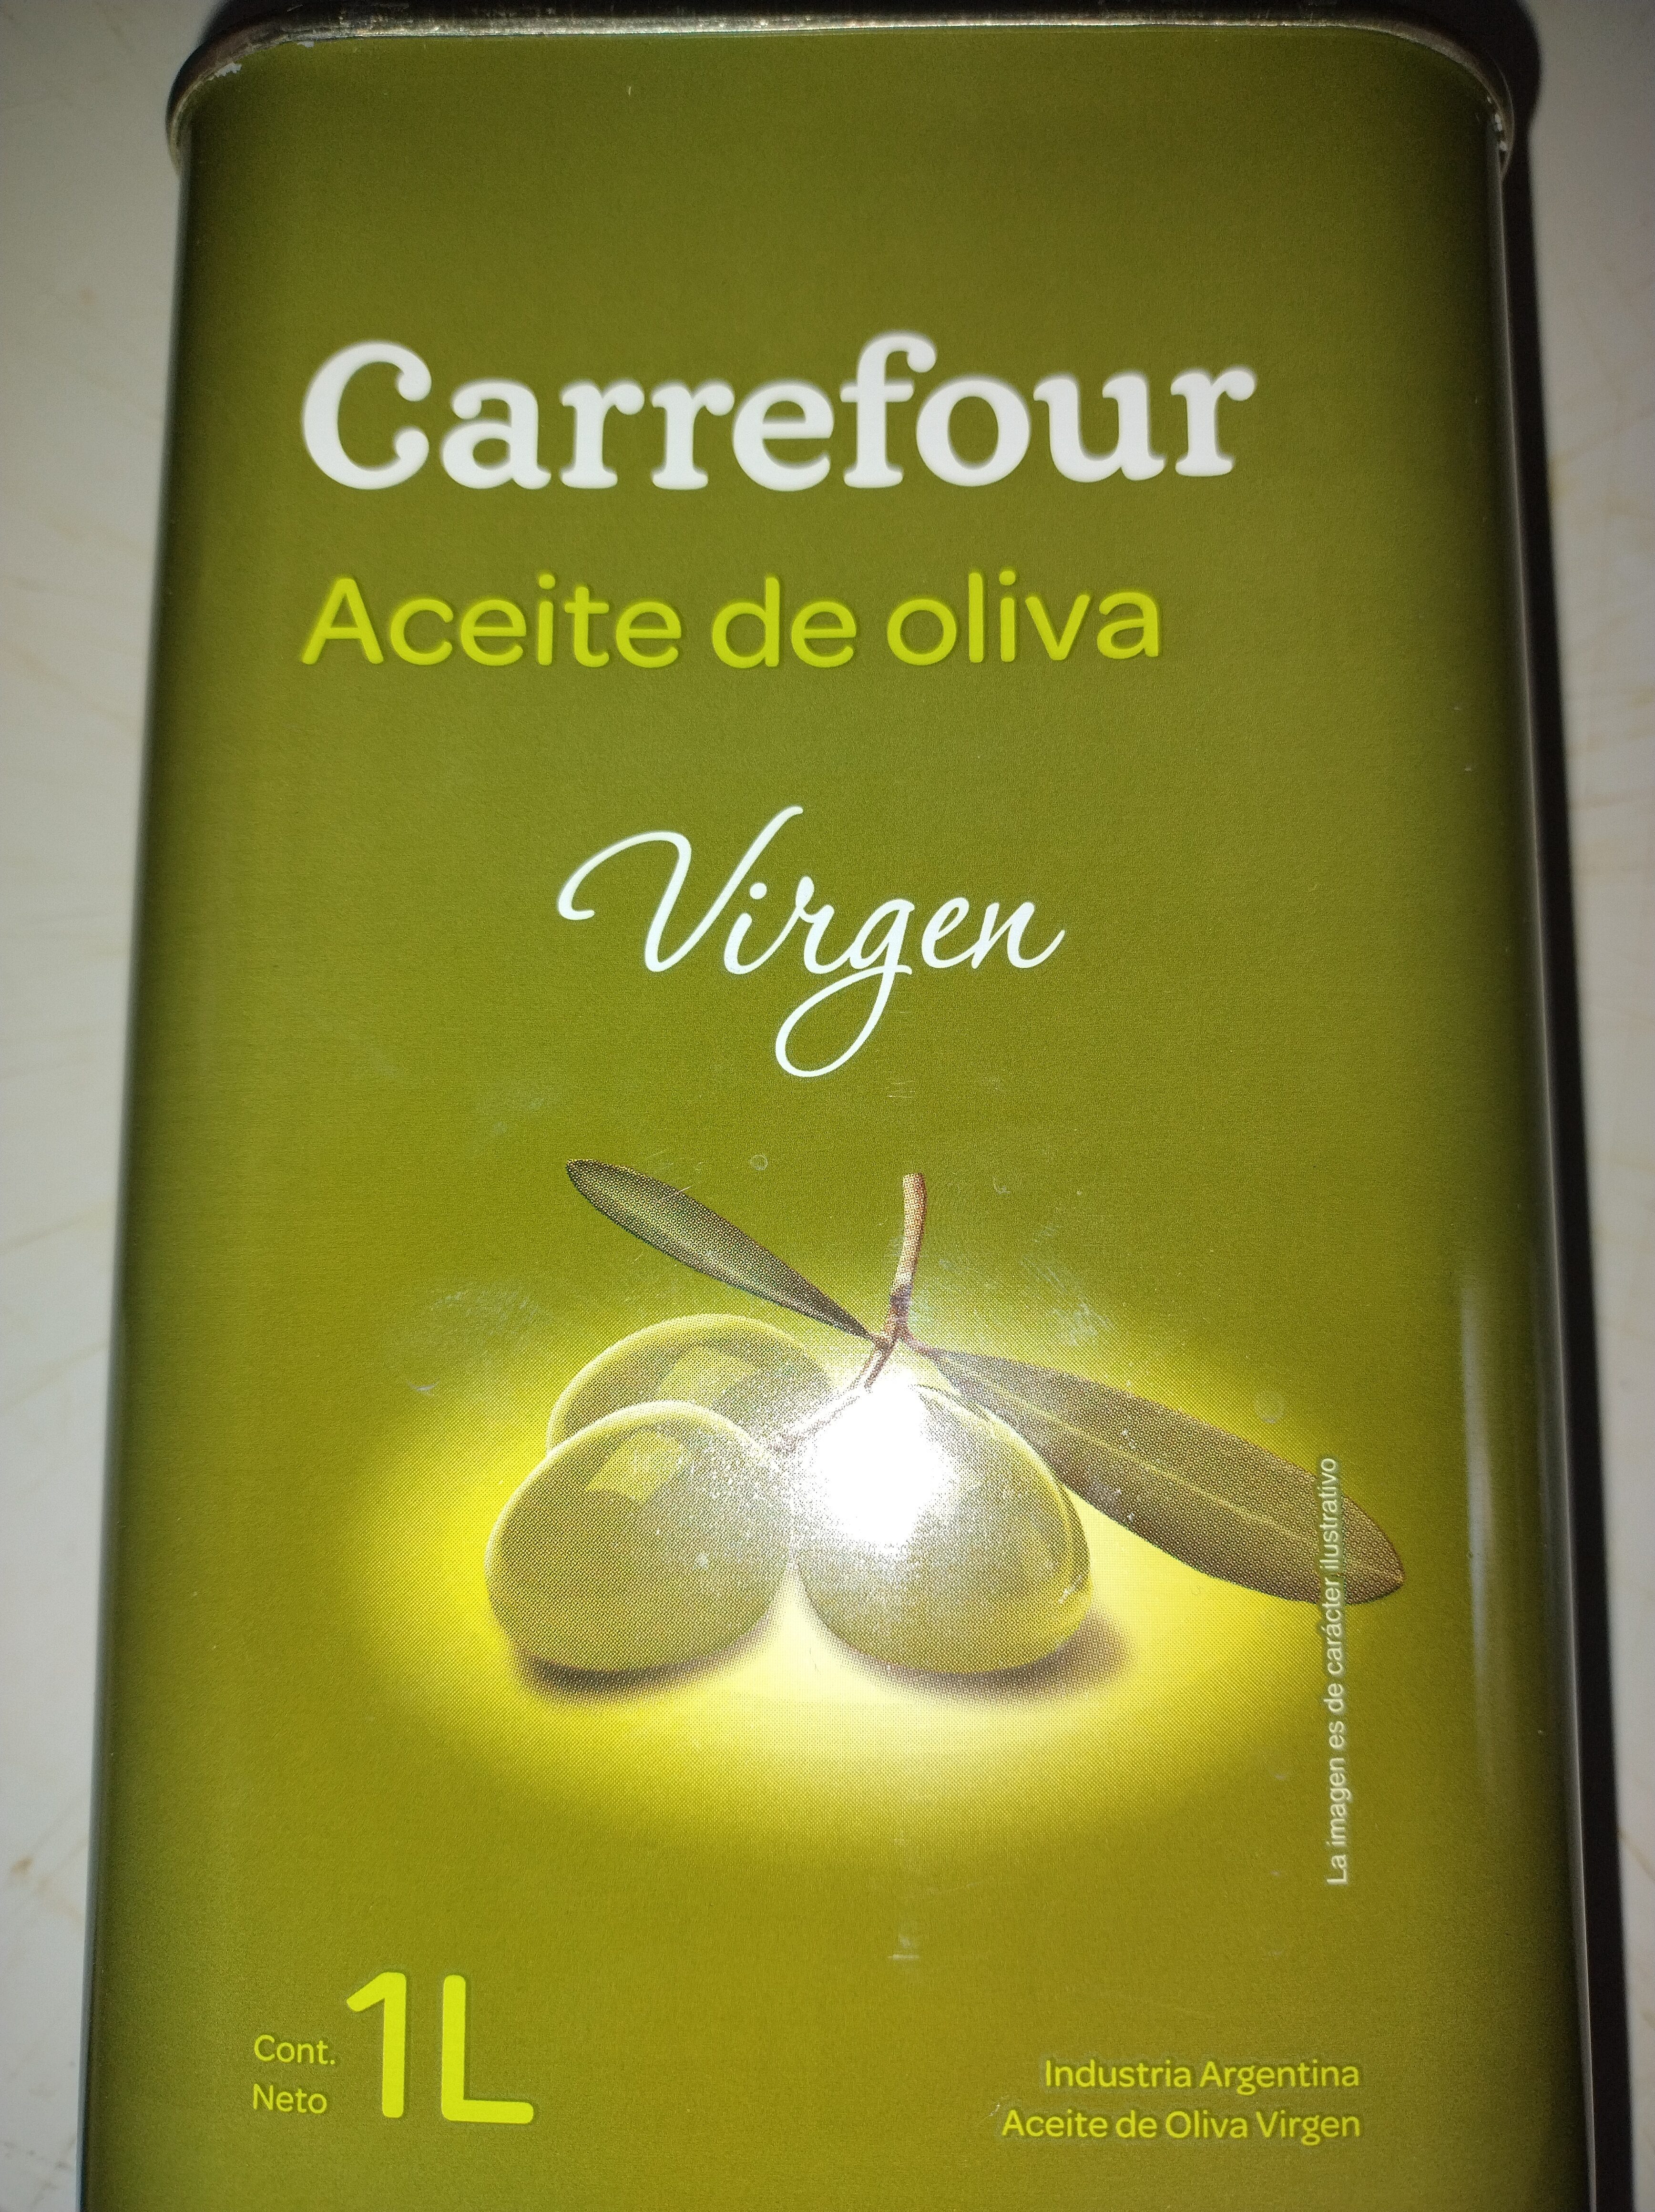 Carrefour
Aceite de oliva
Virgen
La imagen es de carácter ilustrativo
Cont.
Neto
1L
Industria Argentina
Aceite de Oliva Virgen